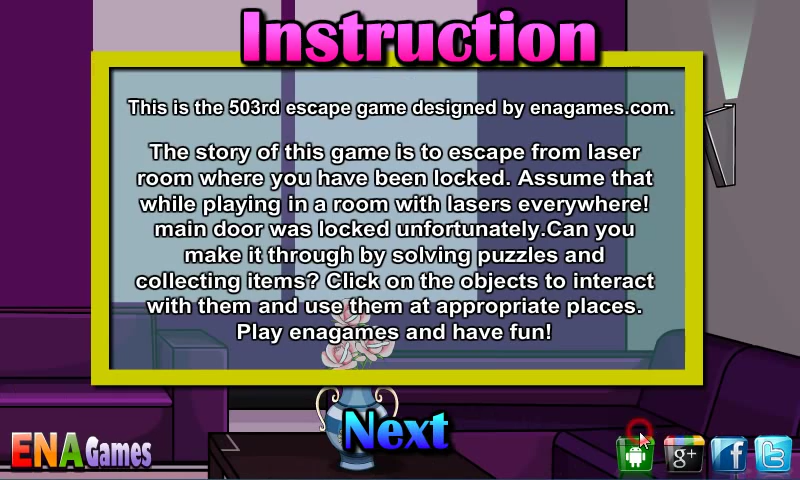 Instruction
This is the 503rd escape game designed by enagames.com.
The story of this game is to escape from laser
room where you have been locked. Assume that
while playing in a room with lasers everywhere!
main door was locked unfortunately.Can you
make it through by solving puzzles and
collecting items? Click on the objects to interact
with them and use them at appropriate places.
Play enagames and have fun!
Next
ENA Games
g+
f
t